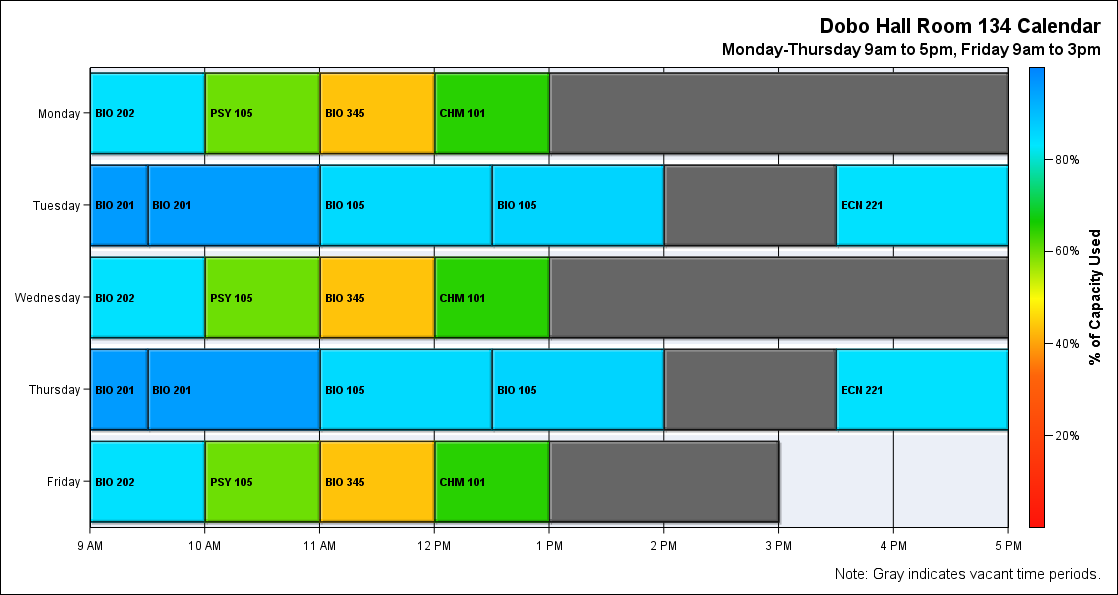 Dobo Hall Room 134 Calendar
Monday-Thursday 9am to 5pm, Friday 9am to 3pm
Monday
BIO 202 PSY 105 BIO 345 CHM 101
Tuesday
BIO 201 BIO 201 BIO 105 BIO 105 ECN 221
Wednesday
BIO 202 PSY 105 BIO 345 CHM 101
Thursday
BIO 201 BIO 201 BIO 105 BIO 105 ECN 221
Friday
BIO 202 PSY 105 BIO 345 CHM 101
9 AM 10 AM 11 AM 12 PM 1 PM 2 PM 3 PM 4 PM 5 PM
80%
60%
40%
20%
% of Capacity Used
Note: Gray indicates vacant time periods.